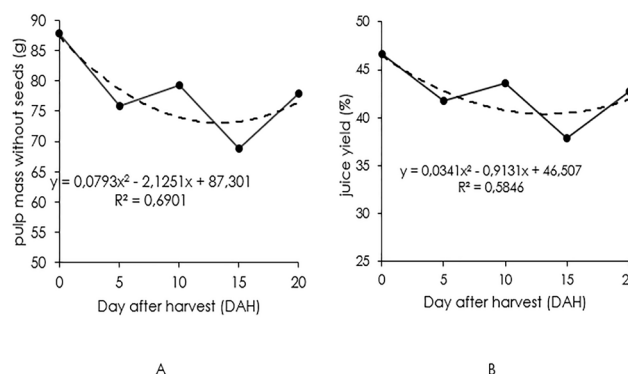 pulp mass without seeds (g)
90
85
80
75
70
65
60
55
50
y = 0,0793x² - 2,1251x + 87,301
R² = 0,6901
0 5 10 15 20
Day after harvest (DAH)
A
juice yield (%)
50
45
40
35
30
25
y = 0,0341x² - 0,9131x + 46,507
R² = 0,5846
0 5 10 15 20
Day after harvest (DAH)
B